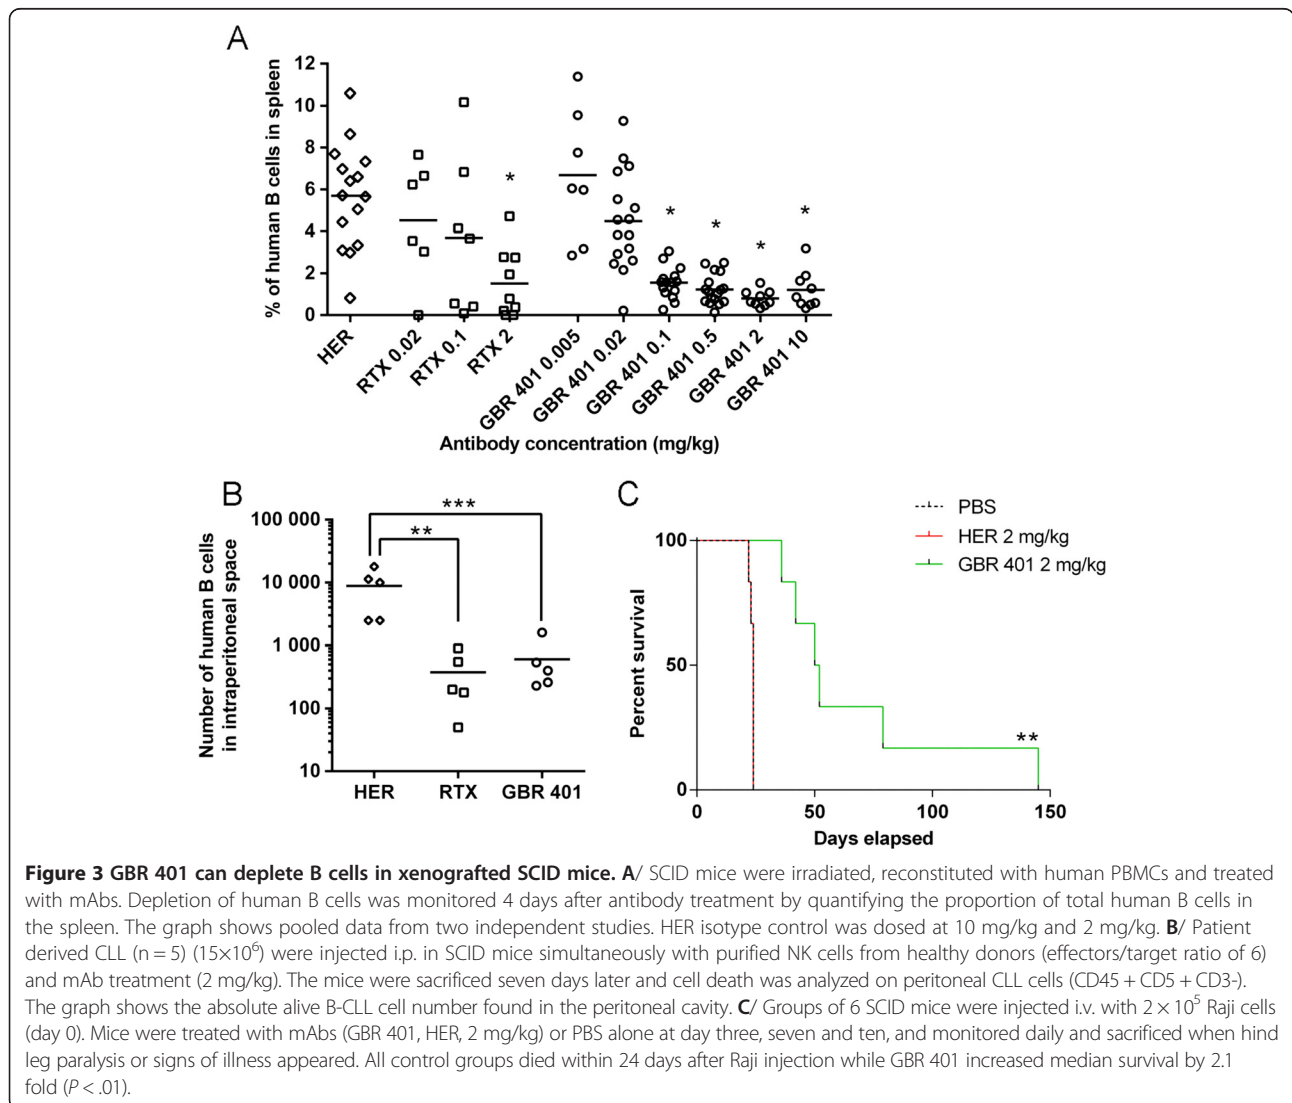 A
% of human B cells in spleen
12
10
8
6
4
2
0
*
*
*
*
*
HER
RTX 0.02
RTX 0.1
RTX 2
GBR 401 0.005
GBR 401 0.02
GBR 401 0.1
GBR 401 0.5
GBR 401 2
GBR 401 10
Antibody concentration (mg/kg)
B
Number of human B cells
in intraperitoneal space
100 000
10 000
1 000
100
10
***
**
HER
RTX
GBR 401
C
PBS
HER 2 mg/kg
GBR 401 2 mg/kg
Percent survival
100
50
0
**
0
50
100
150
Days elapsed
Figure 3 GBR 401 can deplete B cells in xenografted SCID mice. A/ SCID mice were irradiated, reconstituted with human PBMCs and treated
with mAbs. Depletion of human B cells was monitored 4 days after antibody treatment by quantifying the proportion of total human B cells in
the spleen. The graph shows pooled data from two independent studies. HER isotype control was dosed at 10 mg/kg and 2 mg/kg. B/ Patient
derived CLL (n = 5) (15×10⁶) were injected i.p. in SCID mice simultaneously with purified NK cells from healthy donors (effectors/target ratio of 6)
and mAb treatment (2 mg/kg). The mice were sacrificed seven days later and cell death was analyzed on peritoneal CLL cells (CD45 + CD5 + CD3-).
The graph shows the absolute alive B-CLL cell number found in the peritoneal cavity. C/ Groups of 6 SCID mice were injected i.v. with 2 × 10⁵ Raji cells
(day 0). Mice were treated with mAbs (GBR 401, HER, 2 mg/kg) or PBS alone at day three, seven and ten, and monitored daily and sacrificed when hind
leg paralysis or signs of illness appeared. All control groups died within 24 days after Raji injection while GBR 401 increased median survival by 2.1
fold (P < .01).